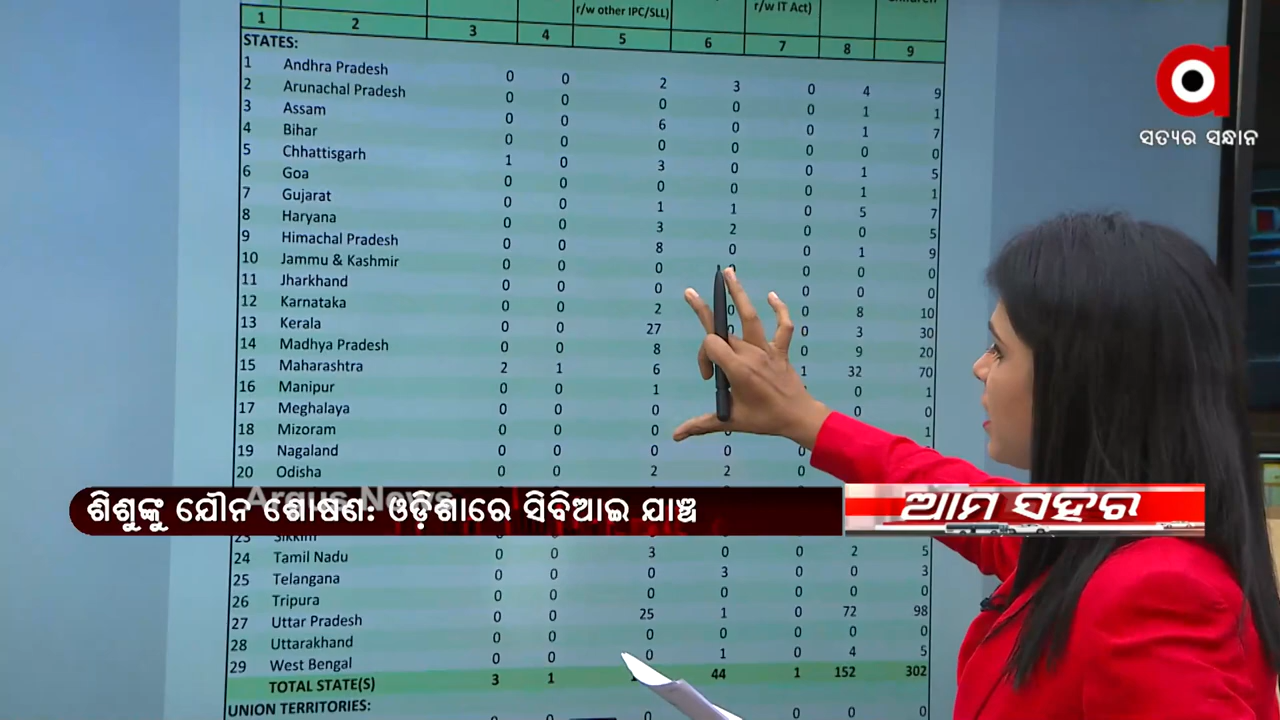 r/w other IPC/SLL) r/w IT Act)
1 2 3 4 5 6 7 8 9
STATES:
1 Andhra Pradesh 0 0 2 3 0 4 9
2 Arunachal Pradesh 0 0 0 0 0 1 1
3 Assam 0 0 6 0 0 1 7
4 Bihar 0 0 0 0 0 0 0
5 Chhattisgarh 1 0 3 0 0 1 5
6 Goa 0 0 0 0 0 1 1
7 Gujarat 0 0 1 1 0 5 7
8 Haryana 0 0 3 2 0 0 5
9 Himachal Pradesh 0 0 8 0 0 1 9
10 Jammu & Kashmir 0 0 0 0 0 0
11 Jharkhand 0 0 0 0 0 0
12 Karnataka 0 0 2 0 0 8 10
13 Kerala 0 0 27 0 0 3 30
14 Madhya Pradesh 0 0 8 0 9 20
15 Maharashtra 2 1 6 1 32 70
16 Manipur 0 0 1 0 1
17 Meghalaya 0 0 0 0 0
18 Mizoram 0 0 0 0 1
19 Nagaland 0 0 0 0 0
20 Odisha 0 0 2 2 0
23 Sikkim
24 Tamil Nadu 0 0 3 0 0 2 5
25 Telangana 0 0 0 3 0 0 3
26 Tripura 0 0 0 0 0 0 0
27 Uttar Pradesh 0 0 25 1 0 72 98
28 Uttarakhand 0 0 0 0 0 0 0
29 West Bengal 0 0 0 1 0 4 5
TOTAL STATE(S) 3 1 44 1 152 302
UNION TERRITORIES:
ସତ୍ୟର ସନ୍ଧାନ
Argus News
ଶିଶୁଙ୍କୁ ଯୌନ ଶୋଷଣ: ଓଡ଼ିଶାରେ ସିବିଆଇ ଯାଞ୍ଚ
ଆମ ସହର